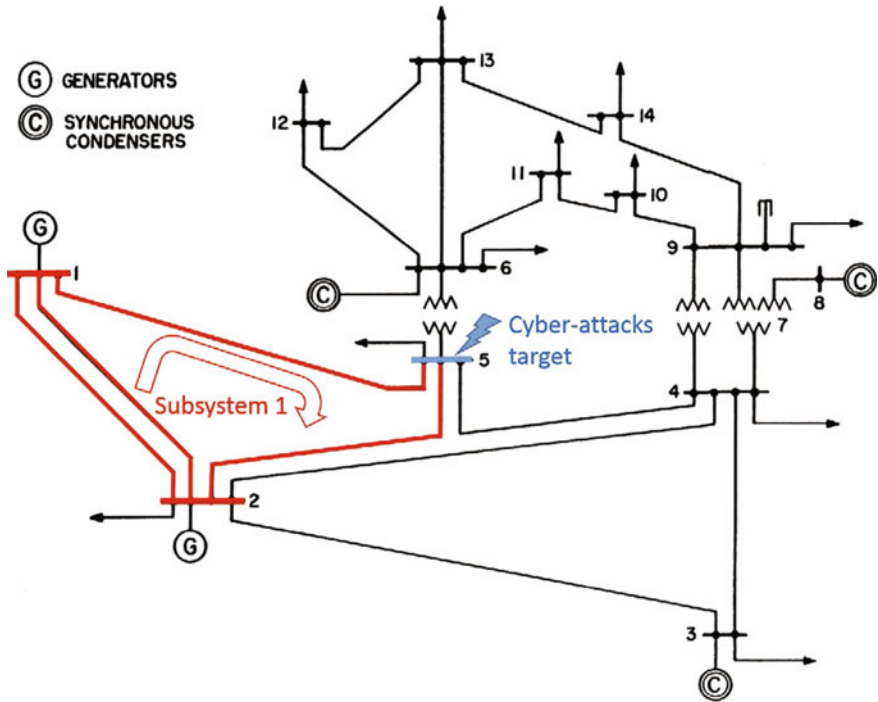 G GENERATORS
C SYNCHRONOUS
CONDENSERS
13
12
14
11
10
G
1
6
9
C
8
C
7
Cyber-attacks
target
5
Subsystem 1
4
2
G
3
C